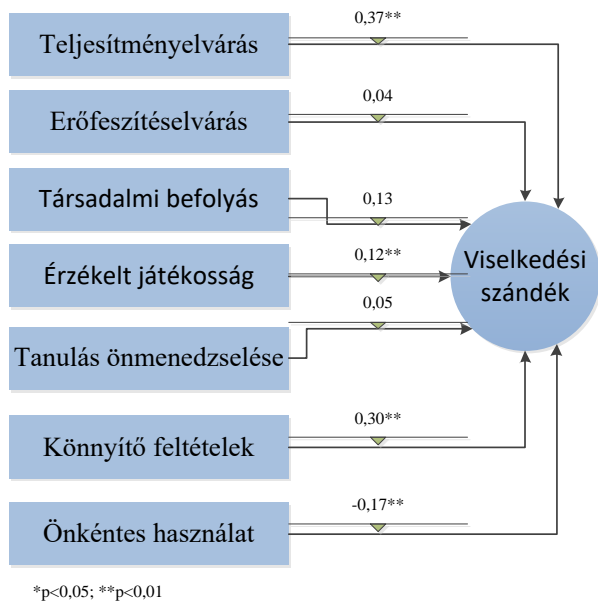 0,37**
Teljesítményelvárás
0,04
Erőfeszítéselvárás
Társadalmi befolyás
0,13
Érzékelt játékosság
0,12**
Viselkedési
szándék
0,05
Tanulás önmenedzselése
0,30**
Könnyítő feltételek
-0,17**
Önkéntes használat
*p<0,05; **p<0,01